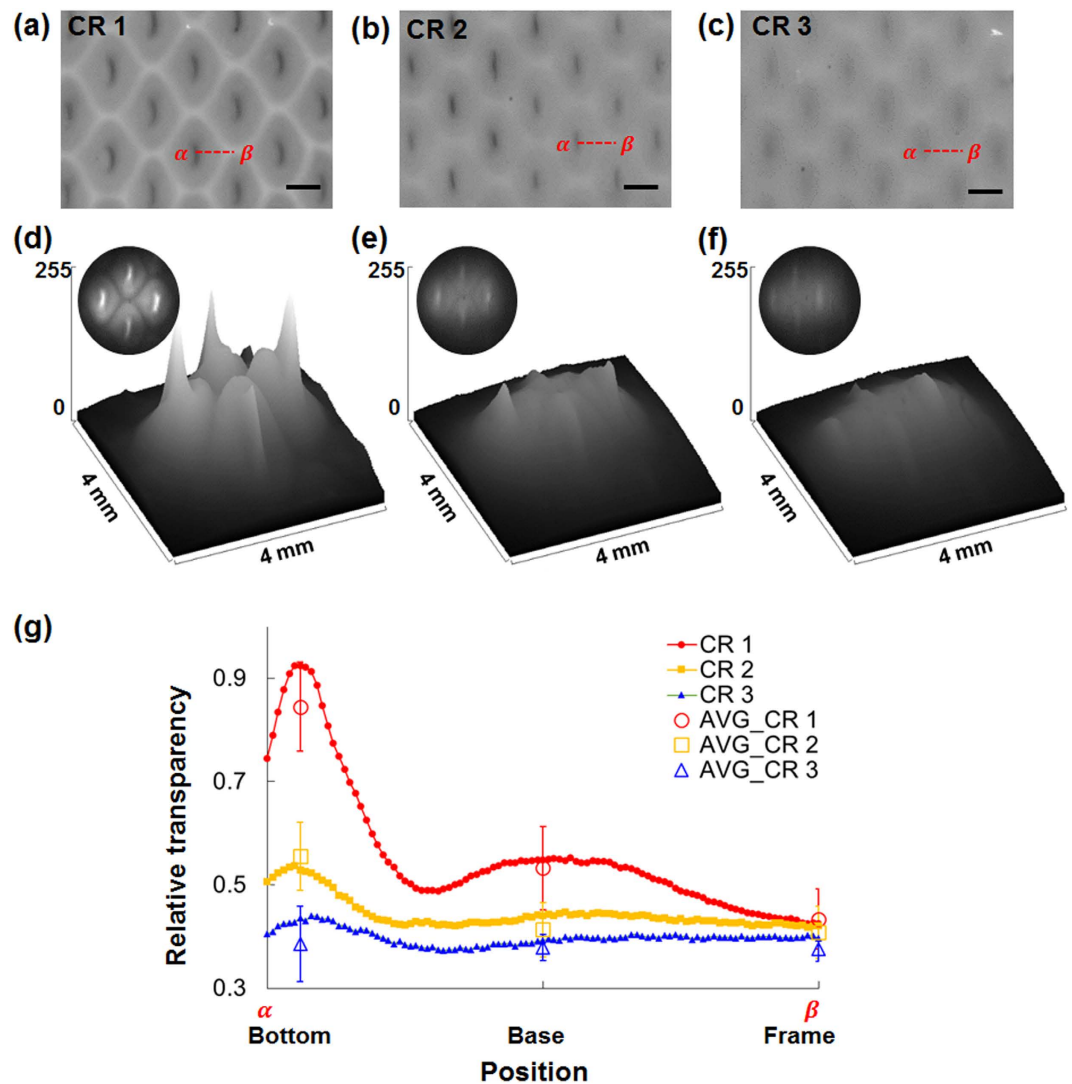 (a) CR 1
α β
(b) CR 2
α β
(c) CR 3
α β
(d)
255
0
4 mm
4 mm
(e)
255
0
4 mm
4 mm
(f)
255
0
4 mm
4 mm
(g)
Relative transparency
0.9
0.7
0.5
0.3
CR 1
CR 2
CR 3
AVG_CR 1
AVG_CR 2
AVG_CR 3
α β
Bottom Base Frame
Position